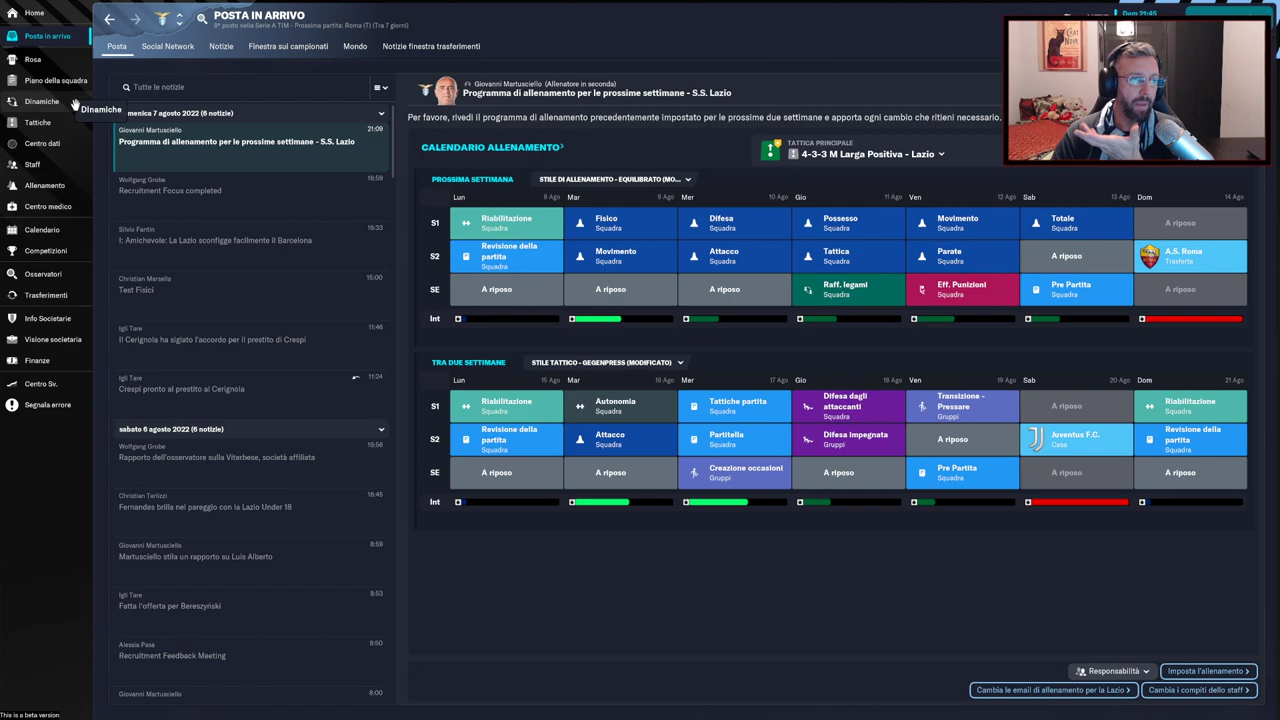 Home
Posta in arrivo
Rosa
Piano della squadra
Dinamiche
Dinamiche
Tattiche
Centro dati
Staff
Allenamento
Centro medico
Calendario
Competizioni
Osservatori
Trasferimenti
Info Societarie
Visione societaria
Finanze
Centro Sv.
Segnala errore
This is a beta version
POSTA IN ARRIVO
9° posto nella Serie A TIM - Prossima partita: Roma (T) (Tra 7 giorni)
Dom 21:45
Posta
Social Network
Notizie
Finestra sui campionati
Mondo
Notizie finestra trasferimenti
Tutte le notizie
menica 7 agosto 2022 (6 notizie)
Giovanni Martusciello 21:09
Programma di allenamento per le prossime settimane - S.S. Lazio
Wolfgang Grobe 16:59
Recruitment Focus completed
Silvio Fantin 16:33
I: Amichevole: La Lazio sconfigge facilmente il Barcelona
Christian Marsella 15:00
Test Fisici
Igli Tare 11:46
Il Cerignola ha siglato l'accordo per il prestito di Crespi
Igli Tare 11:24
Crespi pronto al prestito al Cerignola
sabato 6 agosto 2022 (6 notizie)
Wolfgang Grobe 16:56
Rapporto dell'osservatore sulla Viterbese, società affiliata
Christian Terlizzi 18:45
Fernandes brilla nel pareggio con la Lazio Under 18
Giovanni Martusciello 8:59
Martusciello stila un rapporto su Luis Alberto
Igli Tare 8:53
Fatta l'offerta per Bereszyński
Alessia Pasa 8:50
Recruitment Feedback Meeting
Giovanni Martusciello 8:00
Giovanni Martusciello (Allenatore in seconda)
Programma di allenamento per le prossime settimane - S.S. Lazio
Per favore, rivedi il programma di allenamento precedentemente impostato per le prossime due settimane e apporta ogni cambio che ritieni necessario.
CALENDARIO ALLENAMENTO
TATTICA PRINCIPALE
4-3-3 M Larga Positiva - Lazio
PROSSIMA SETTIMANA
STILE DI ALLENAMENTO - EQUILIBRATO (MO...
Lun 8 Ago Mar 9 Ago Mer 10 Ago Gio 11 Ago Ven 12 Ago Sab 13 Ago Dom 14 Ago
S1 Riabilitazione Fisico Difesa Possesso Movimento Totale A riposo
Squadra Squadra Squadra Squadra Squadra Squadra
S2 Revisione della partita Movimento Attacco Tattica Parate A riposo A.S. Roma
Squadra Squadra Squadra Squadra Squadra Trasferta
SE A riposo A riposo A riposo Raff. legami Eff. Punizioni Pre Partita A riposo
Squadra Squadra Squadra
Int
TRA DUE SETTIMANE
STILE TATTICO - GEGENPRESS (MODIFICATO)
Lun 15 Ago Mar 16 Ago Mer 17 Ago Gio 18 Ago Ven 19 Ago Sab 20 Ago Dom 21 Ago
S1 Riabilitazione Autonomia Tattiche partita Difesa dagli attaccanti Transizione - Pressare A riposo Riabilitazione
Squadra Squadra Squadra Squadra Gruppi Squadra
S2 Revisione della partita Attacco Partitella Difesa impegnata A riposo Juventus F.C. Revisione della partita
Squadra Squadra Squadra Gruppi Casa Squadra
SE A riposo A riposo Creazione occasioni A riposo Pre Partita A riposo A riposo
Gruppi Squadra
Int
Responsabilità
Imposta l'allenamento
Cambia le email di allenamento per la Lazio
Cambia i compiti dello staff